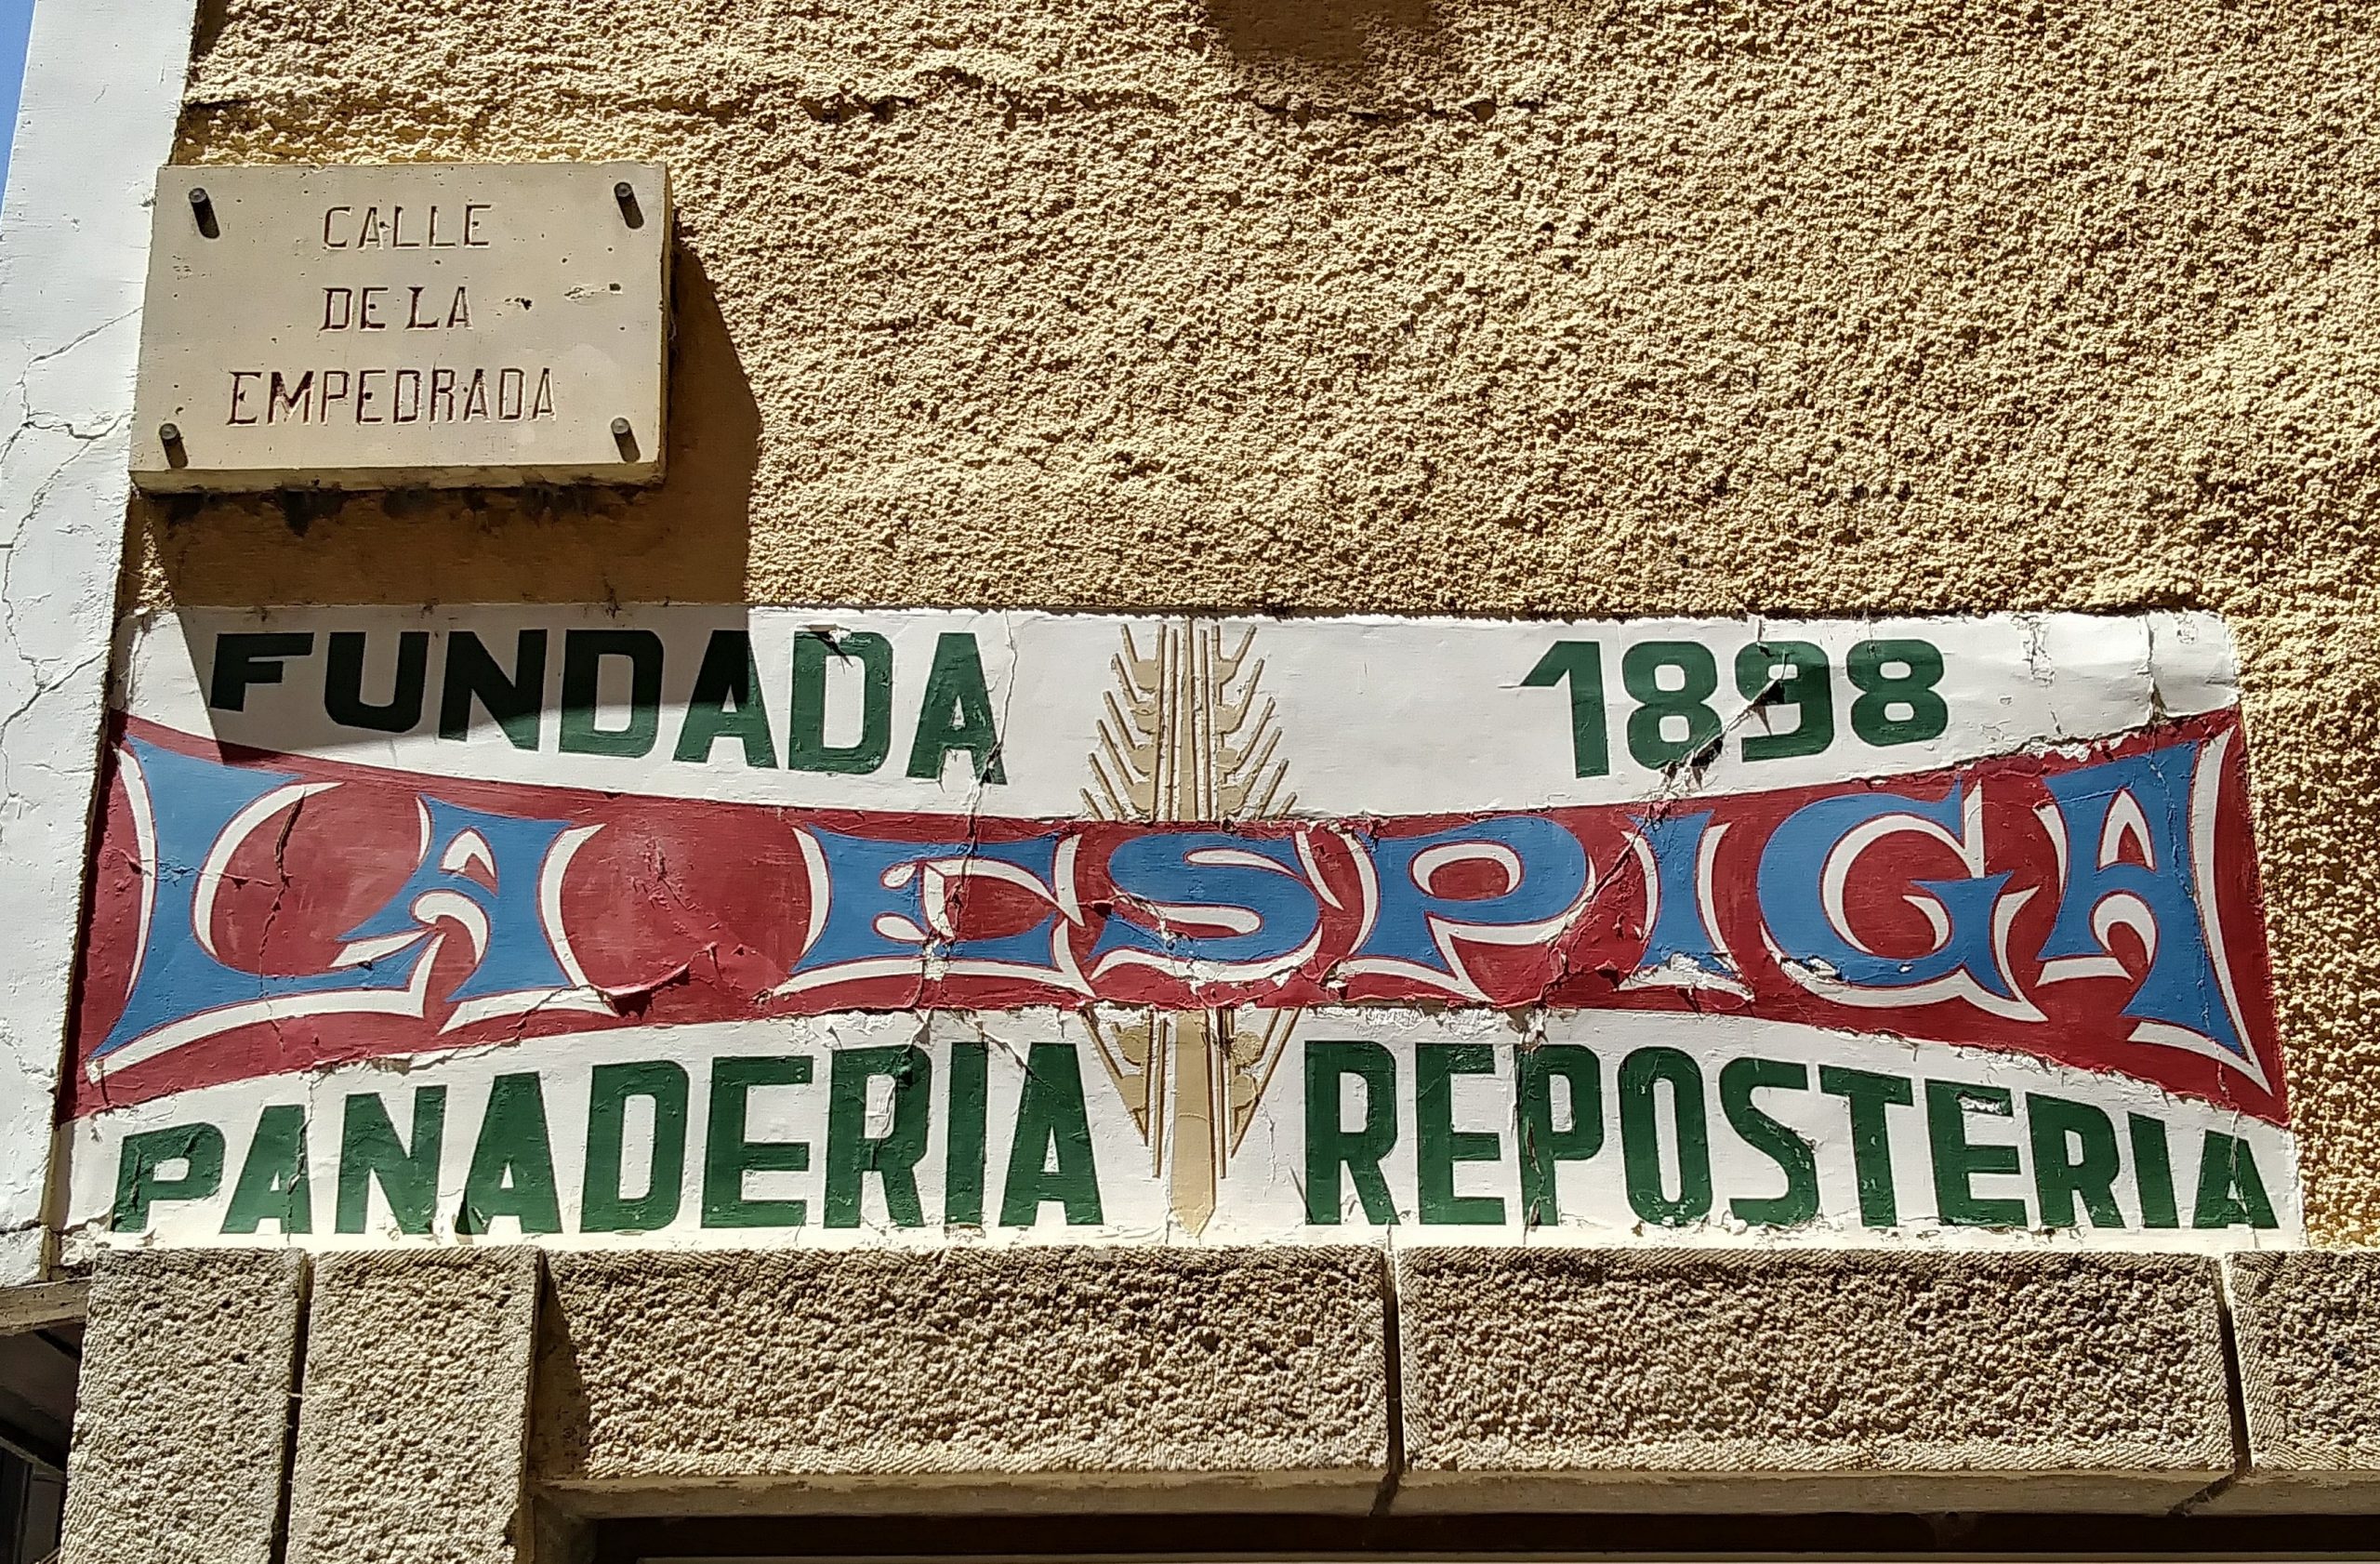 CALLE
DE LA
EMPEDRADA
FUNDADA 1898
LA ESPIGA
PANADERIA REPOSTERIA